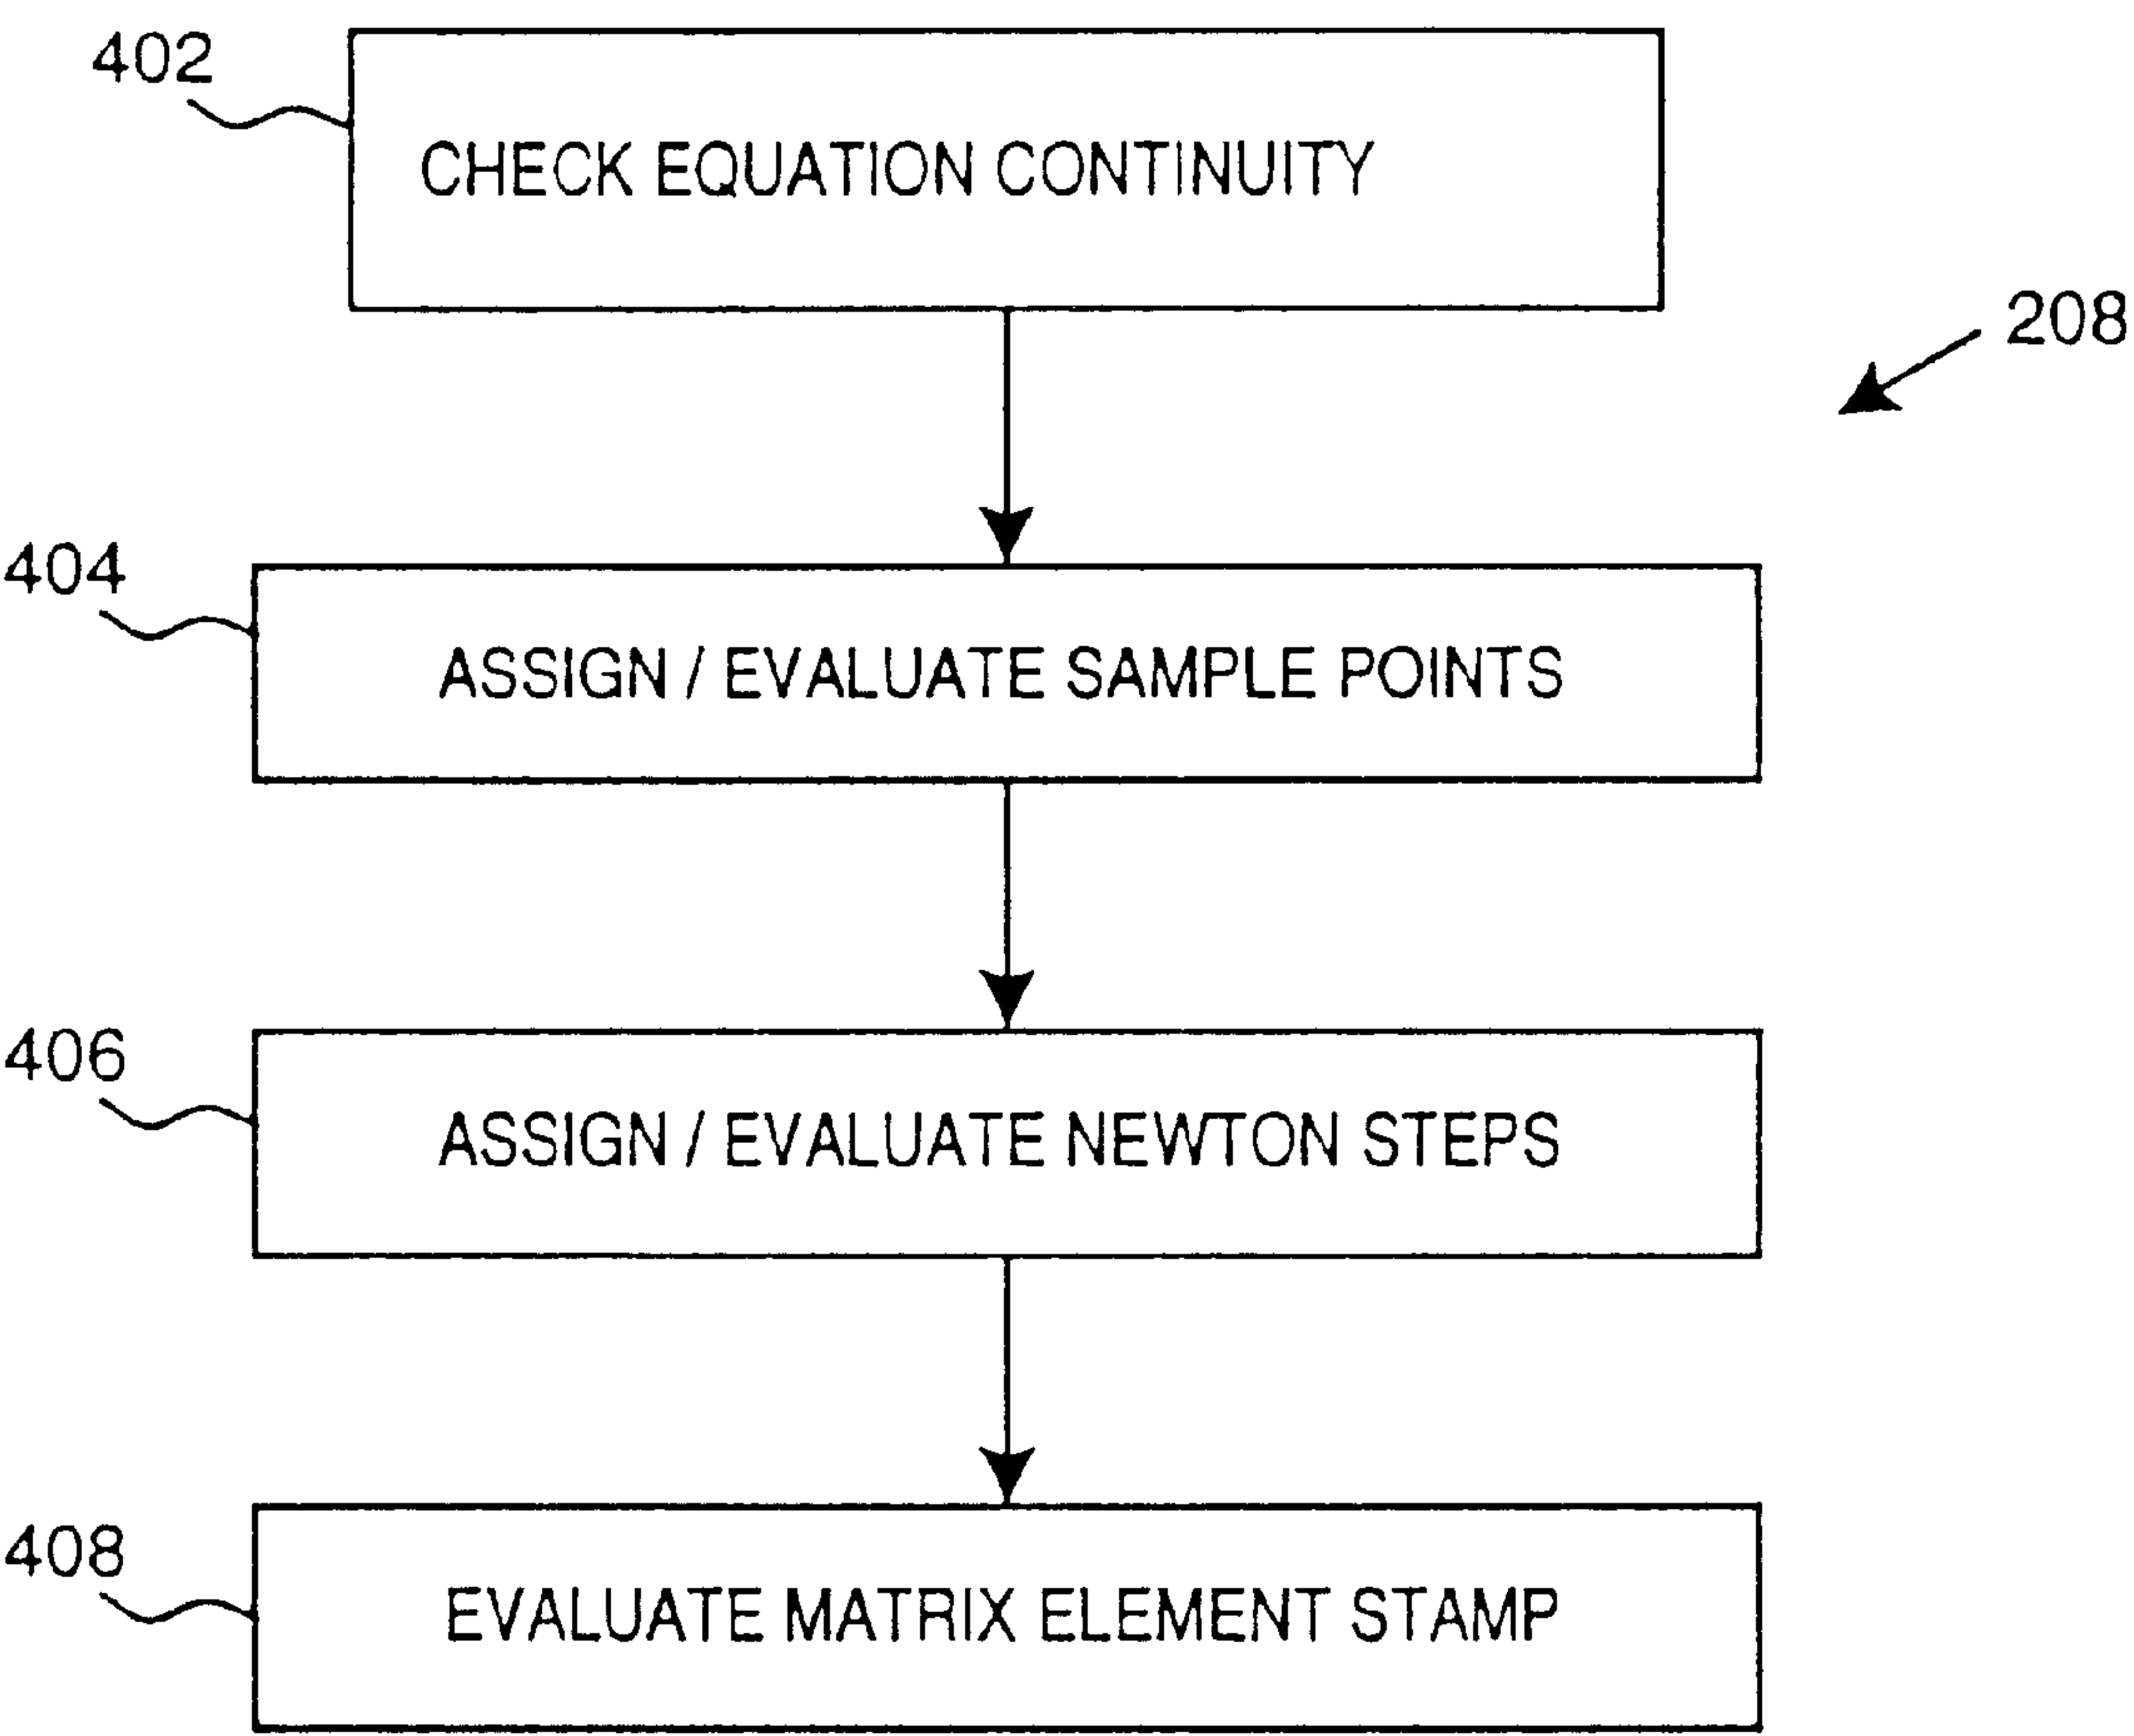 402
CHECK EQUATION CONTINUITY
208
404
ASSIGN / EVALUATE SAMPLE POINTS
406
ASSIGN / EVALUATE NEWTON STEPS
408
EVALUATE MATRIX ELEMENT STAMP